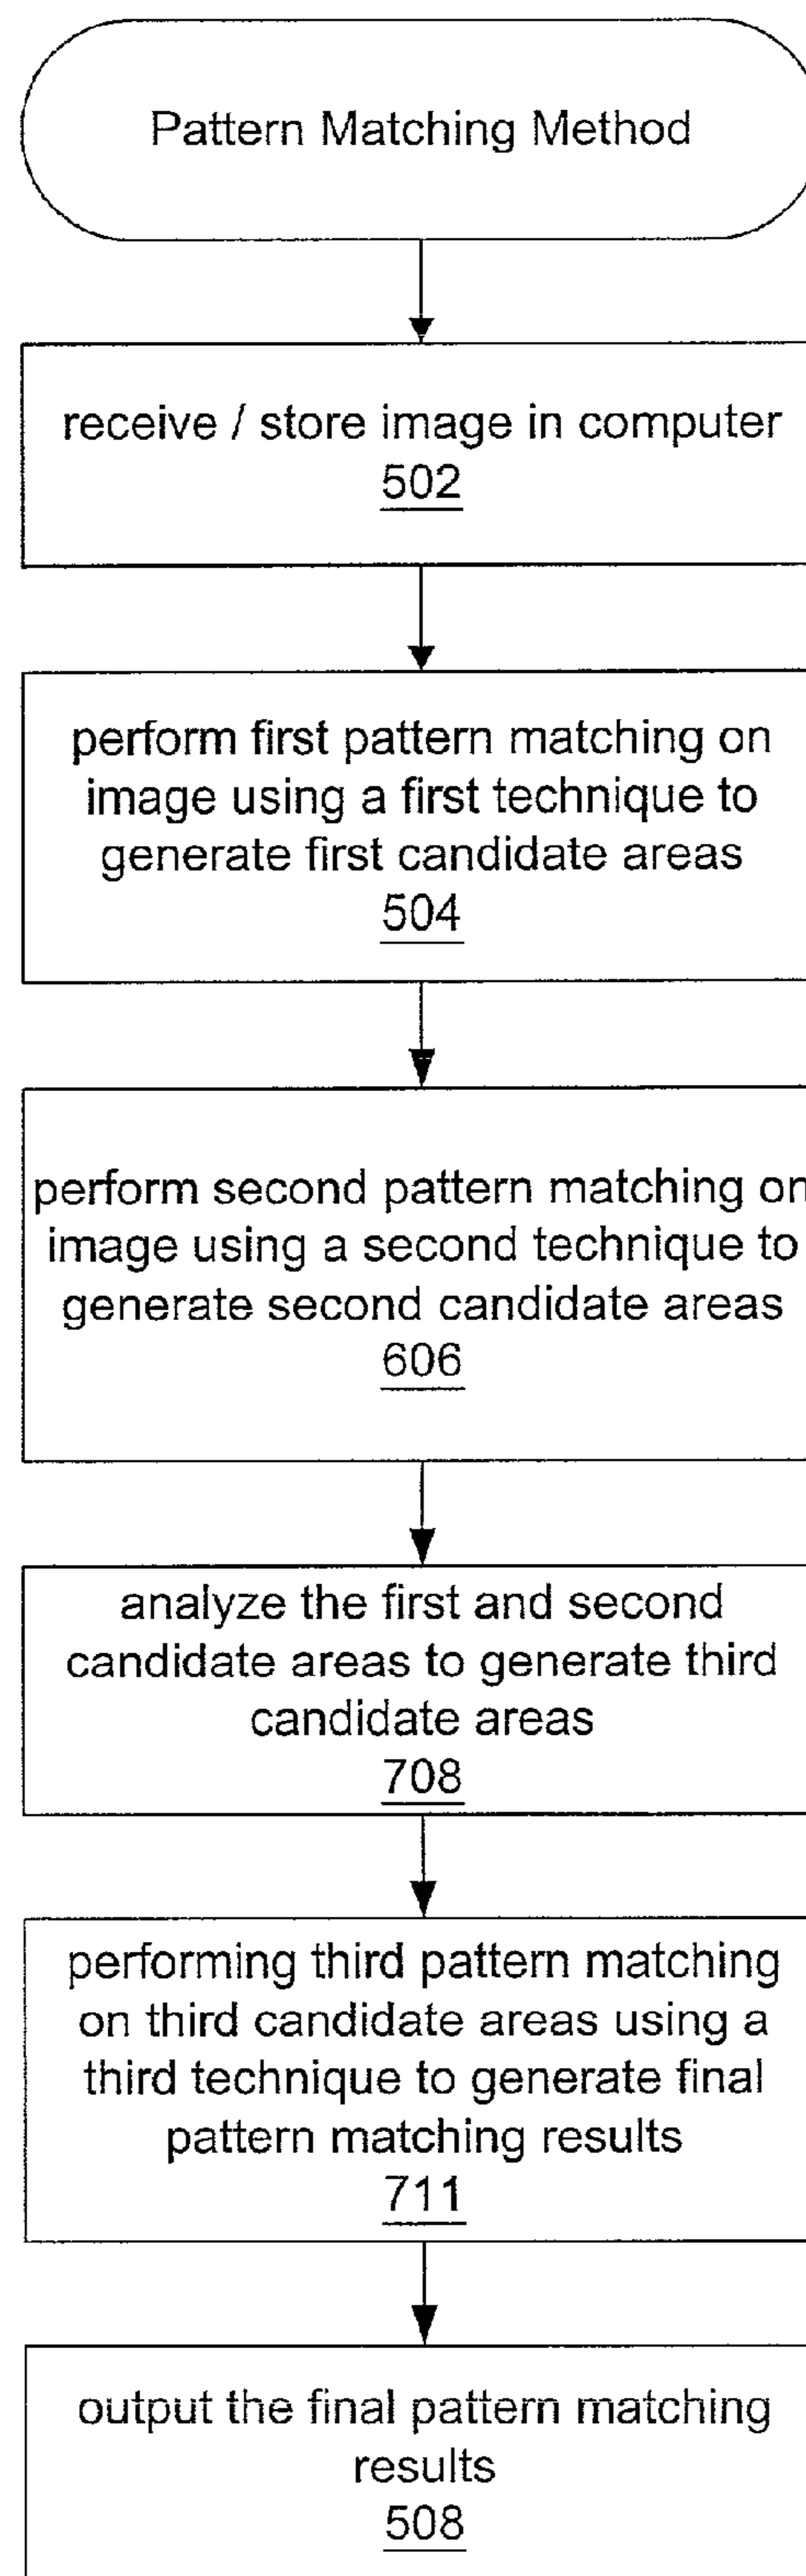 Pattern Matching Method
receive / store image in computer
502
perform first pattern matching on
image using a first technique to
generate first candidate areas
504
perform second pattern matching on
image using a second technique to
generate second candidate areas
606
analyze the first and second
candidate areas to generate third
candidate areas
708
performing third pattern matching
on third candidate areas using a
third technique to generate final
pattern matching results
711
output the final pattern matching
results
508